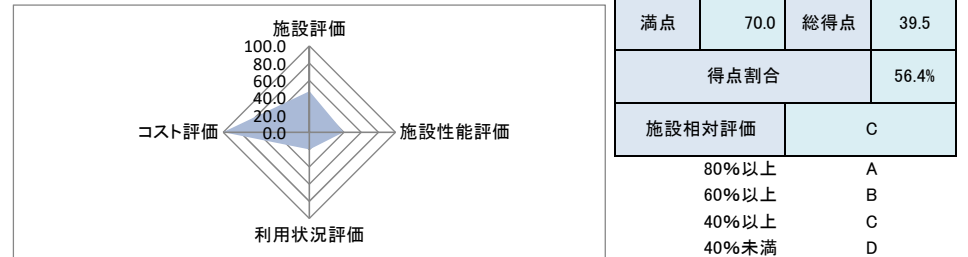 施設評価
100.0
80.0
60.0
40.0
20.0
0.0
コスト評価
施設性能評価
利用状況評価
満点 70.0 総得点 39.5
得点割合 56.4%
施設相対評価 C
80%以上 A
60%以上 B
40%以上 C
40%未満 D